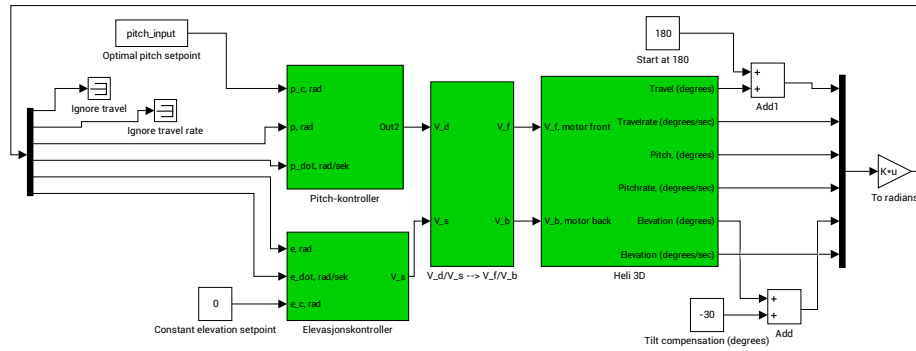 pitch_input
Optimal pitch setpoint
Ignore travel
Ignore travel rate
p_c, rad
p, rad
p_dot, rad/sek
Out2
Pitch-kontroller
e, rad
e_dot, rad/sek
e_c, rad
V_s
Elevasjonskontroller
0
Constant elevation setpoint
V_d
V_s
V_f
V_b
V_d/V_s --> V_f/V_b
V_f, motor front
V_b, motor back
Travel (degrees)
Travelrate (degrees/sec)
Pitch, (degrees)
Pitchrate, (degrees/sec)
Elevation (degrees)
Elevation (degrees/sec)
Heli 3D
180
Start at 180
+
+
Add1
-30
Tilt compensation (degrees)
+
+
Add
K*u
To radians